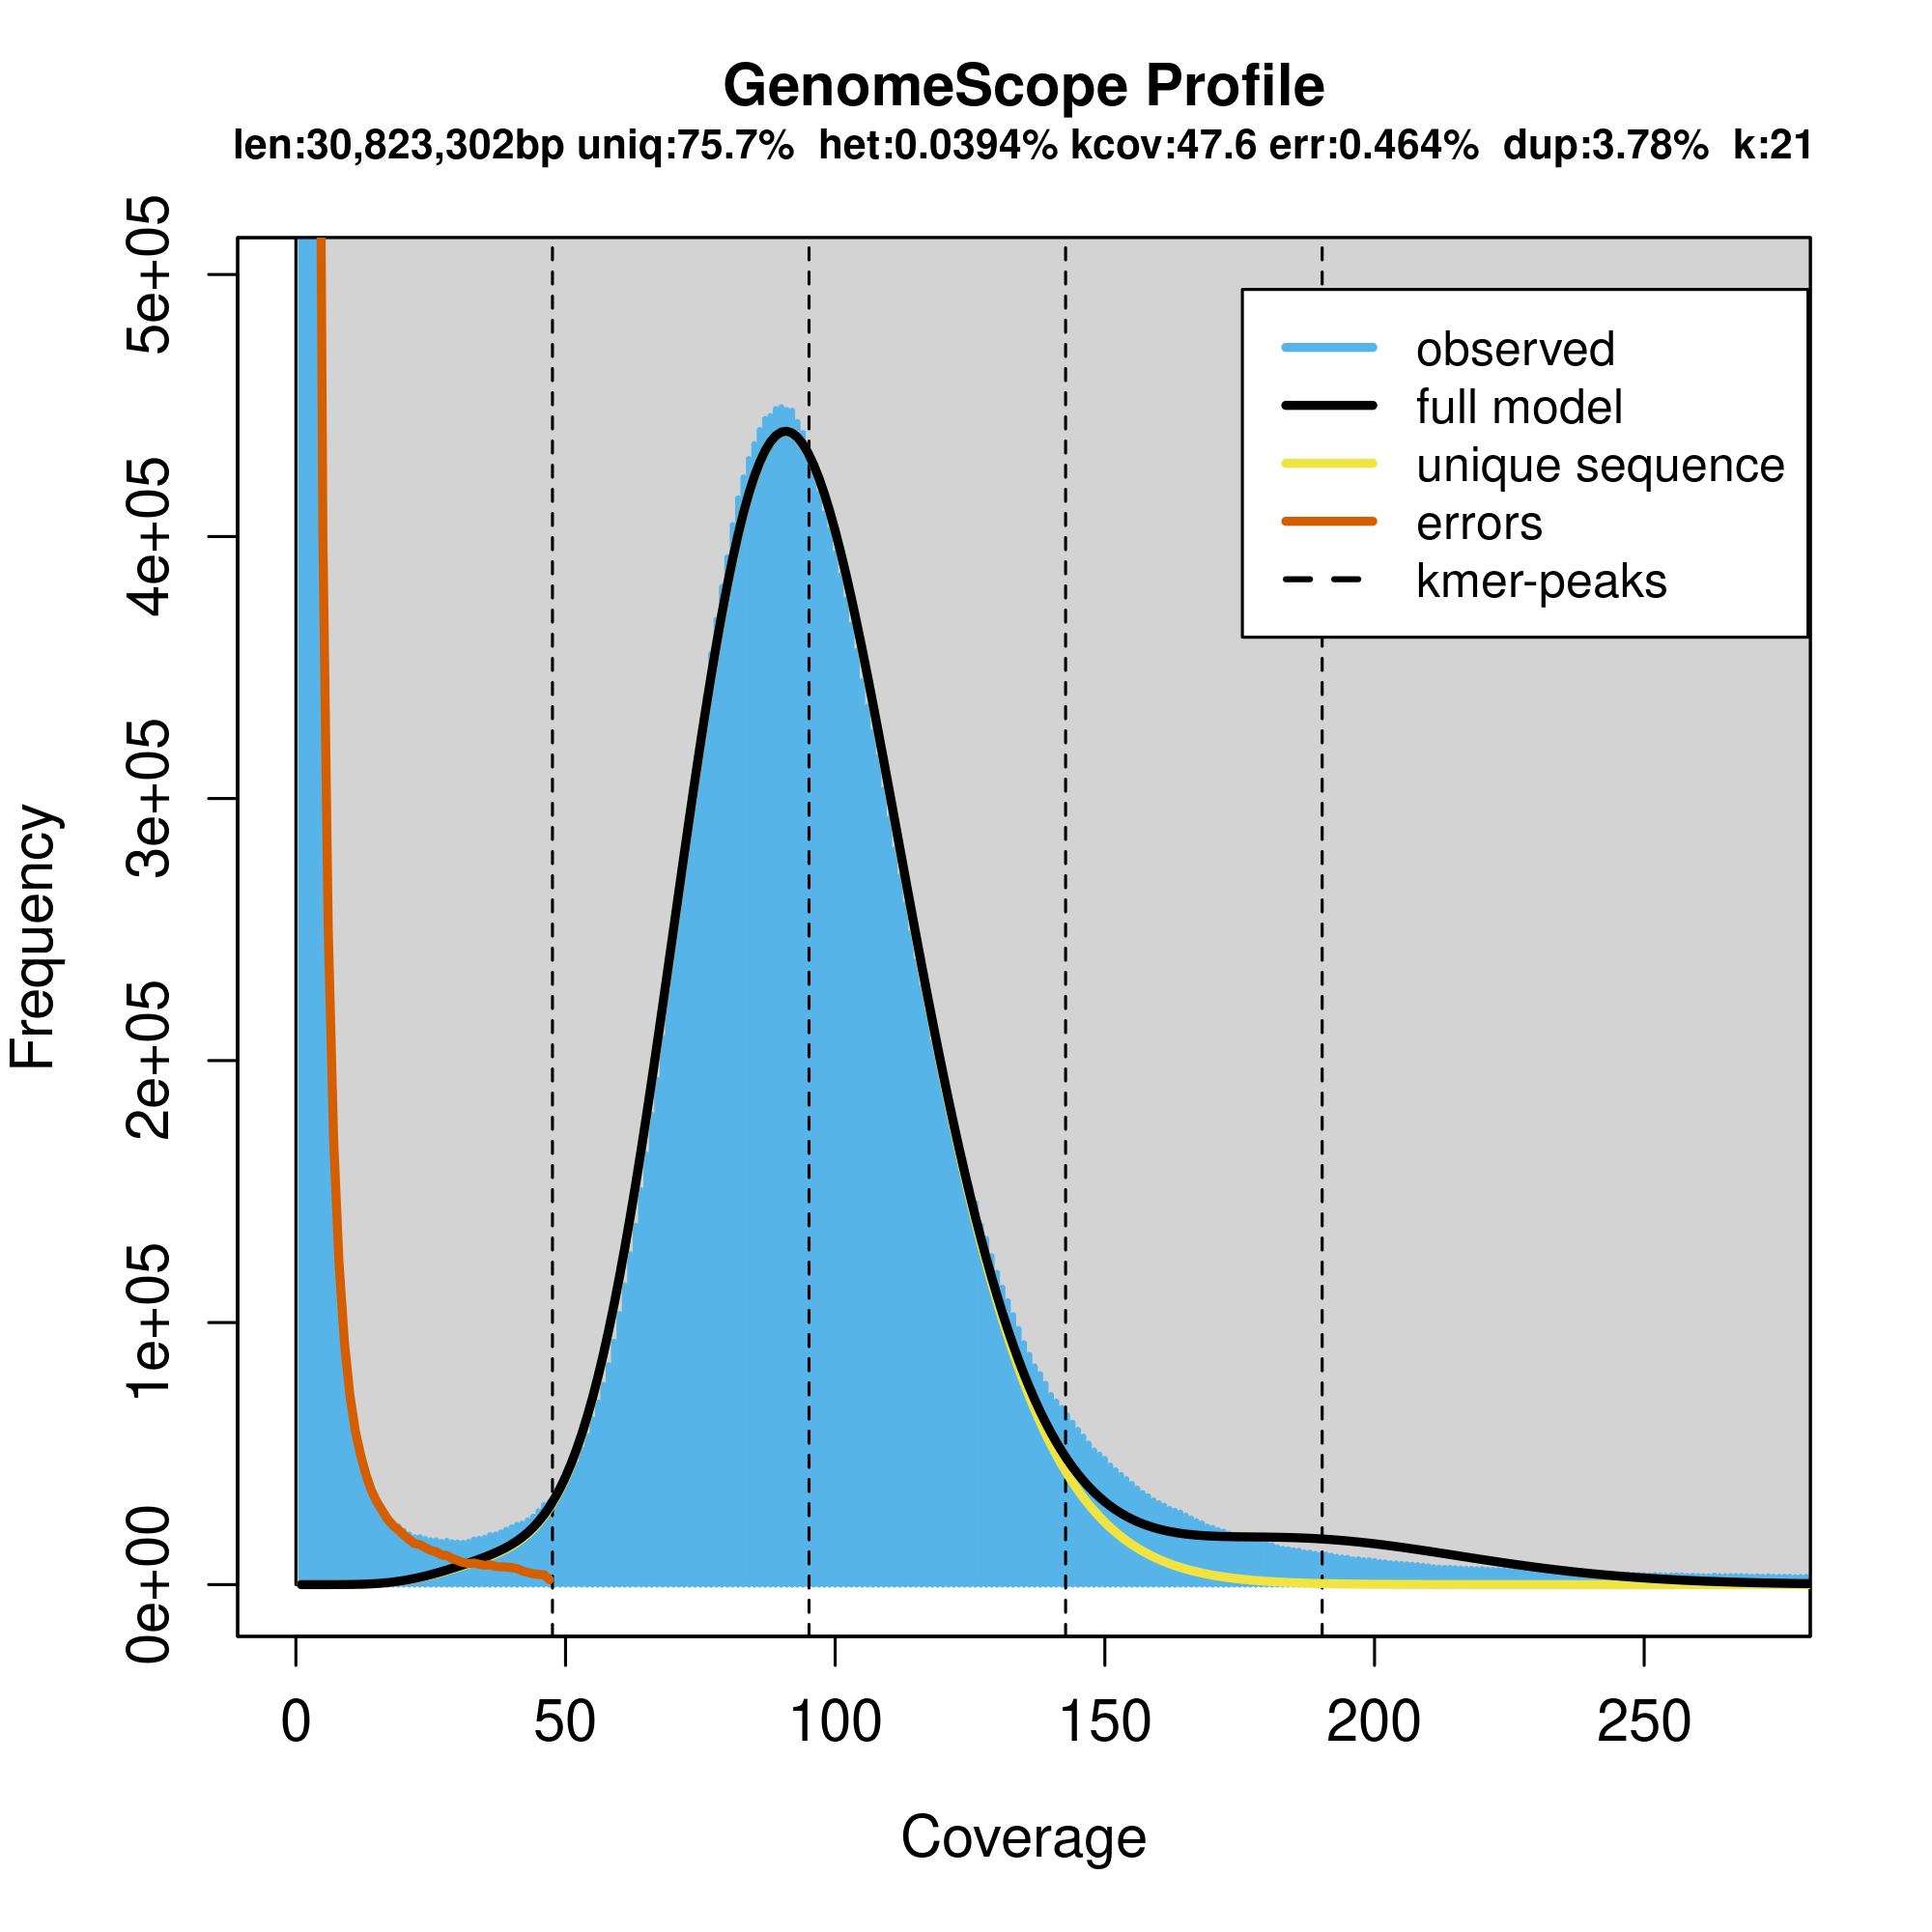 GenomeScope Profile
len:30,823,302bp uniq:75.7% het:0.0394% kcov:47.6 err:0.464% dup:3.78% k:21
5e+05
4e+05
3e+05
2e+05
1e+05
0e+00
Frequency
observed
full model
unique sequence
errors
kmer-peaks
0 50 100 150 200 250
Coverage